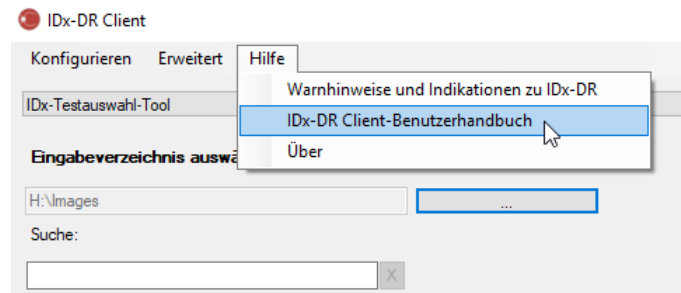 IDx-DR Client
Konfigurieren Erweitert Hilfe
Warnhinweise und Indikationen zu IDx-DR
IDx-Testauswahl-Tool
IDx-DR Client-Benutzerhandbuch
Eingabeverzeichnis auswä
Über
H:\Images
...
Suche:
X